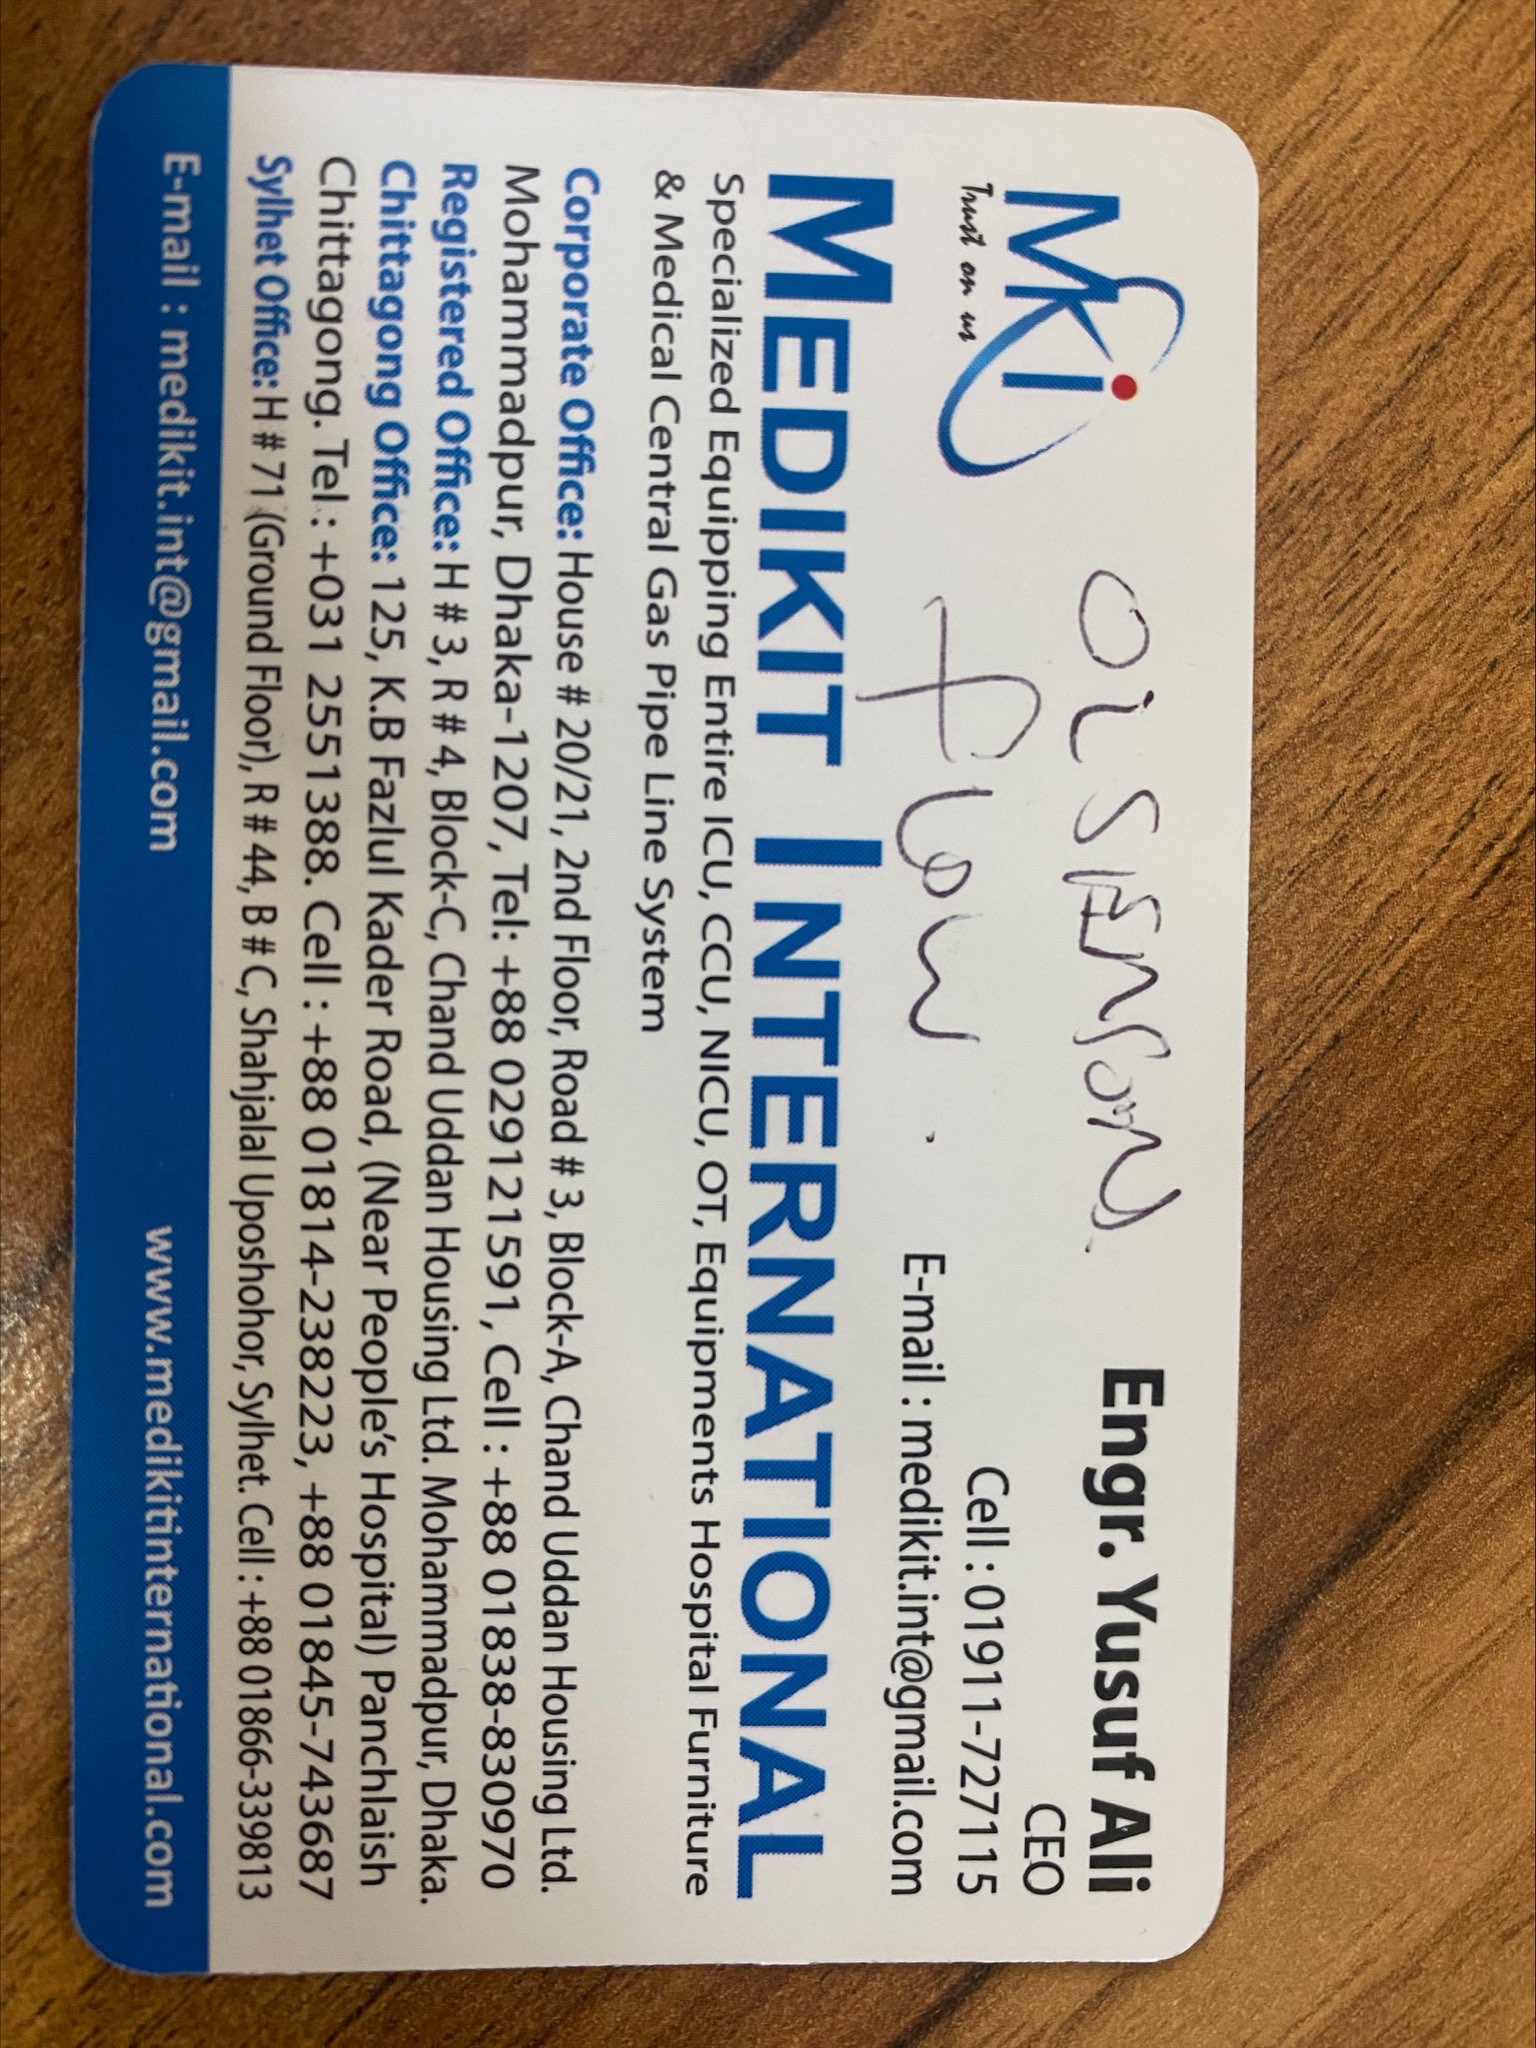 MKi
Trust on us
Engr. Yusuf Ali
CEO
Cell : 01911-727115
E-mail : medikit.int@gmail.com
flow .
MEDIKIT INTERNATIONAL
Specialized Equipping Entire ICU, CCU, NICU, OT, Equipments Hospital Furniture
& Medical Central Gas Pipe Line System
Corporate Office: House # 20/21, 2nd Floor, Road # 3, Block-A, Chand Uddan Housing Ltd.
Mohammadpur, Dhaka-1207, Tel: +88 029121591, Cell : +88 01838-830970
Registered Office: H # 3, R # 4, Block-C, Chand Uddan Housing Ltd. Mohammadpur, Dhaka.
Chittagong Office: 125, K.B Fazlul Kader Road, (Near People's Hospital) Panchlaish
Chittagong. Tel : +031 2551388. Cell : +88 01814-238223, +88 01845-743687
Sylhet Office: H # 71 (Ground Floor), R # 44, B # C, Shahjalal Uposhohor, Sylhet. Cell : +88 01866-339813
E-mail : medikit.int@gmail.com www.medikitinternational.com